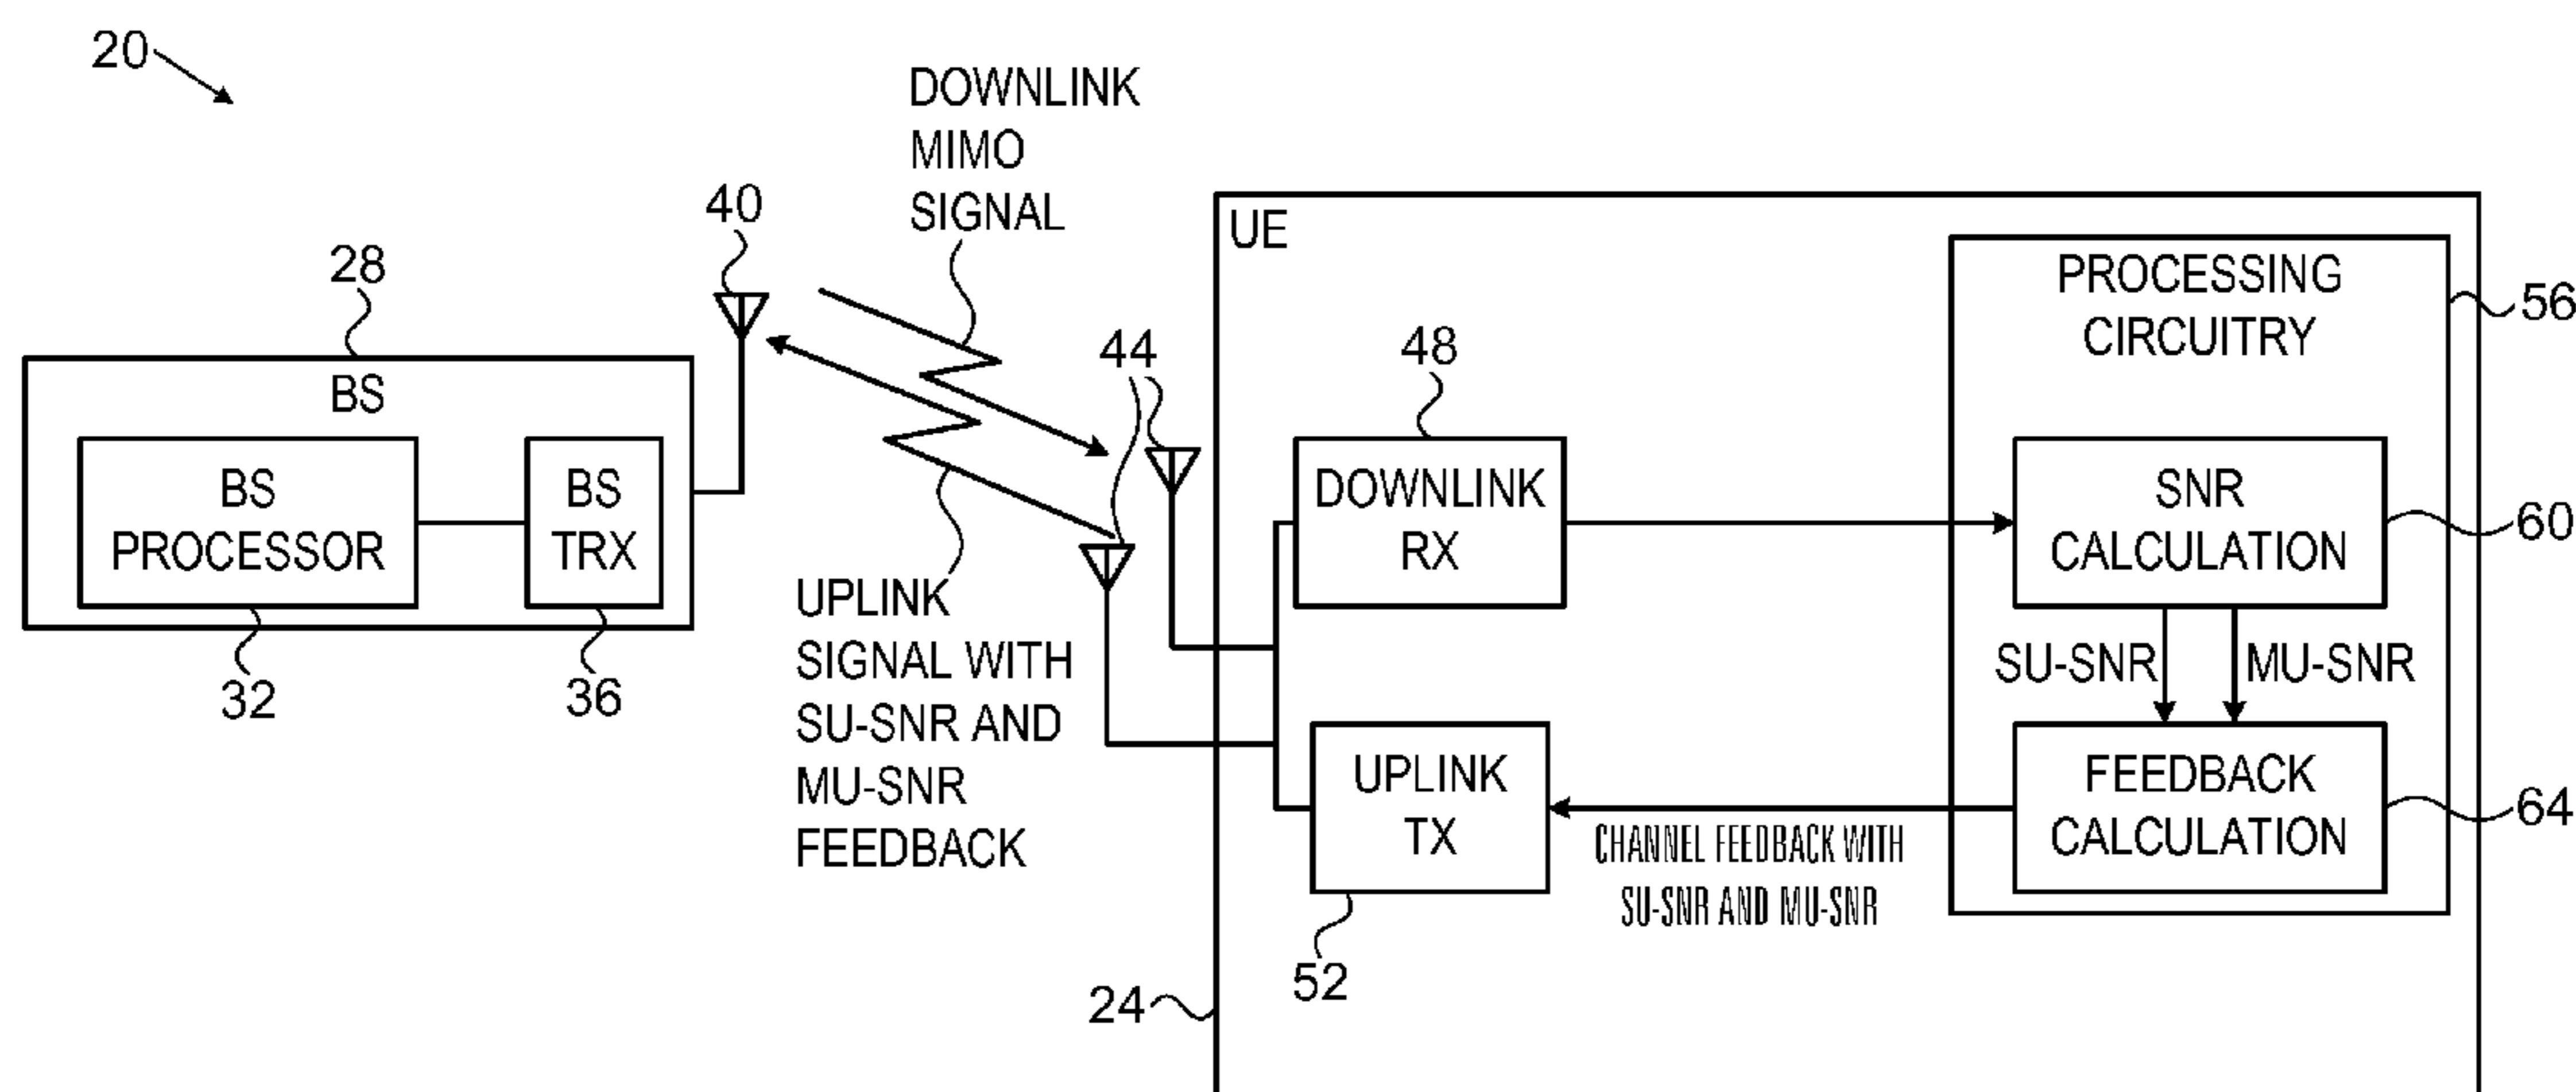 20
DOWNLINK
MIMO
SIGNAL
40
28
BS
BS
PROCESSOR
BS
TRX
32
36
UPLINK
SIGNAL WITH
SU-SNR AND
MU-SNR
FEEDBACK
44
UE
48
DOWNLINK
RX
PROCESSING
CIRCUITRY
56
SNR
CALCULATION
60
SU-SNR
MU-SNR
FEEDBACK
CALCULATION
64
UPLINK
TX
CHANNEL FEEDBACK WITH
SU-SNR AND MU-SNR
52
24